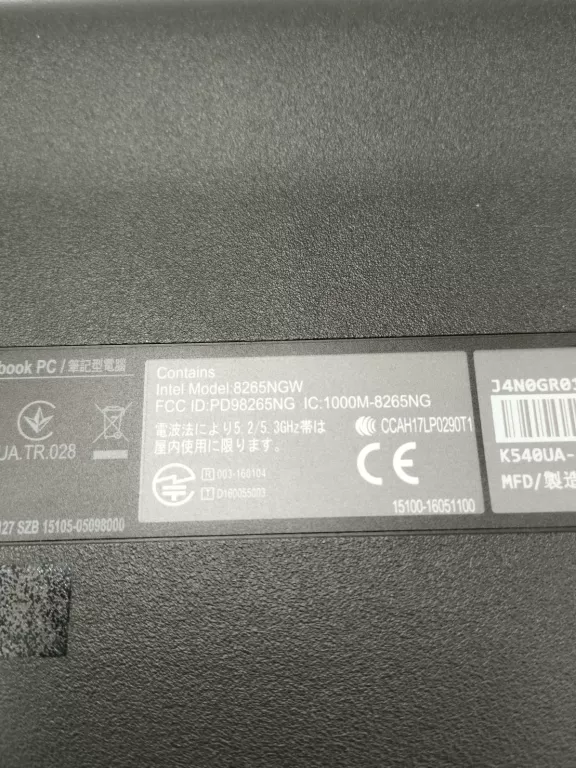 book PC / 筆記型電腦
UA.TR.028
127 SZB 15105-05098000
Contains
Intel Model:8265NGW
FCC ID:PD98265NG IC:1000M-8265NG
電波法により5.2/5.3GHz帯は
屋内使用に限ります。
CCAH17LP0290T1
R 003-160104
T D160055003
CE
15100-16051100
J4N0GR01
K540UA-
MFD/製造